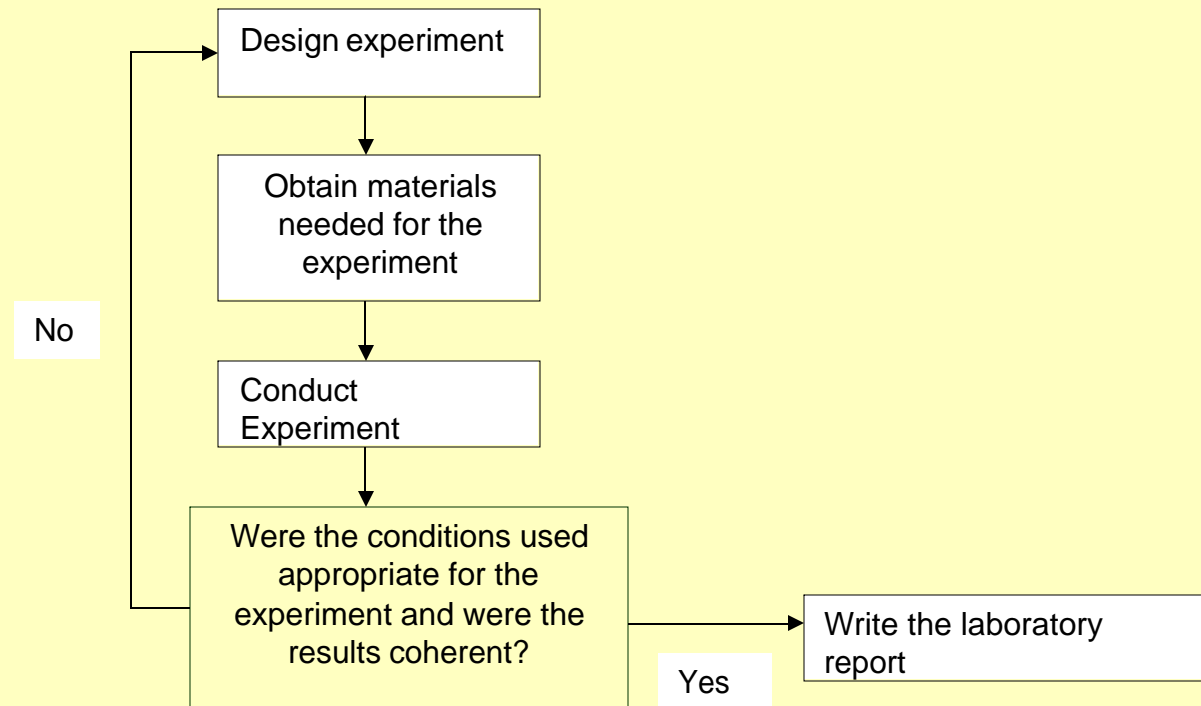 Design experiment
Obtain materials
needed for the
experiment
No
Conduct
Experiment
Were the conditions used
appropriate for the
experiment and were the
results coherent?
Yes
Write the laboratory
report